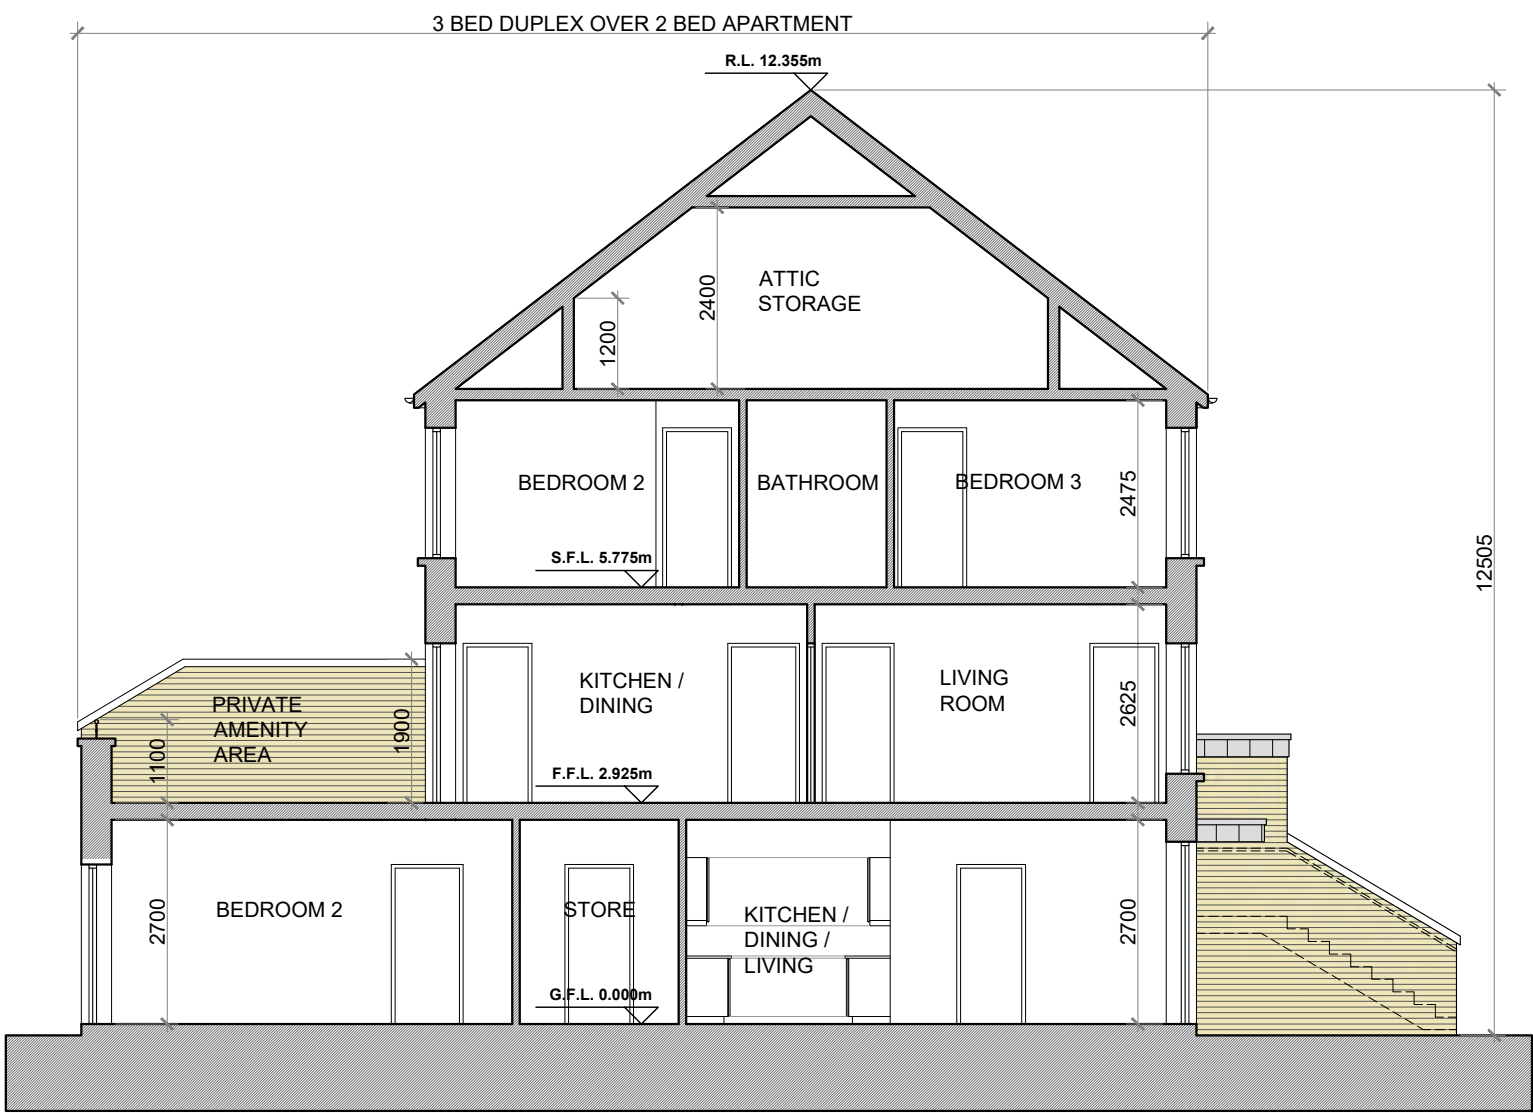 3 BED DUPLEX OVER 2 BED APARTMENT
R.L. 12.355m
ATTIC
STORAGE
2400
1200
BEDROOM 2
BATHROOM
BEDROOM 3
2475
S.F.L. 5.775m
12505
KITCHEN /
DINING
LIVING
ROOM
2625
PRIVATE
AMENITY
AREA
1900
1100
F.F.L. 2.925m
BEDROOM 2
2700
STORE
KITCHEN /
DINING /
LIVING
2700
G.F.L. 0.000m